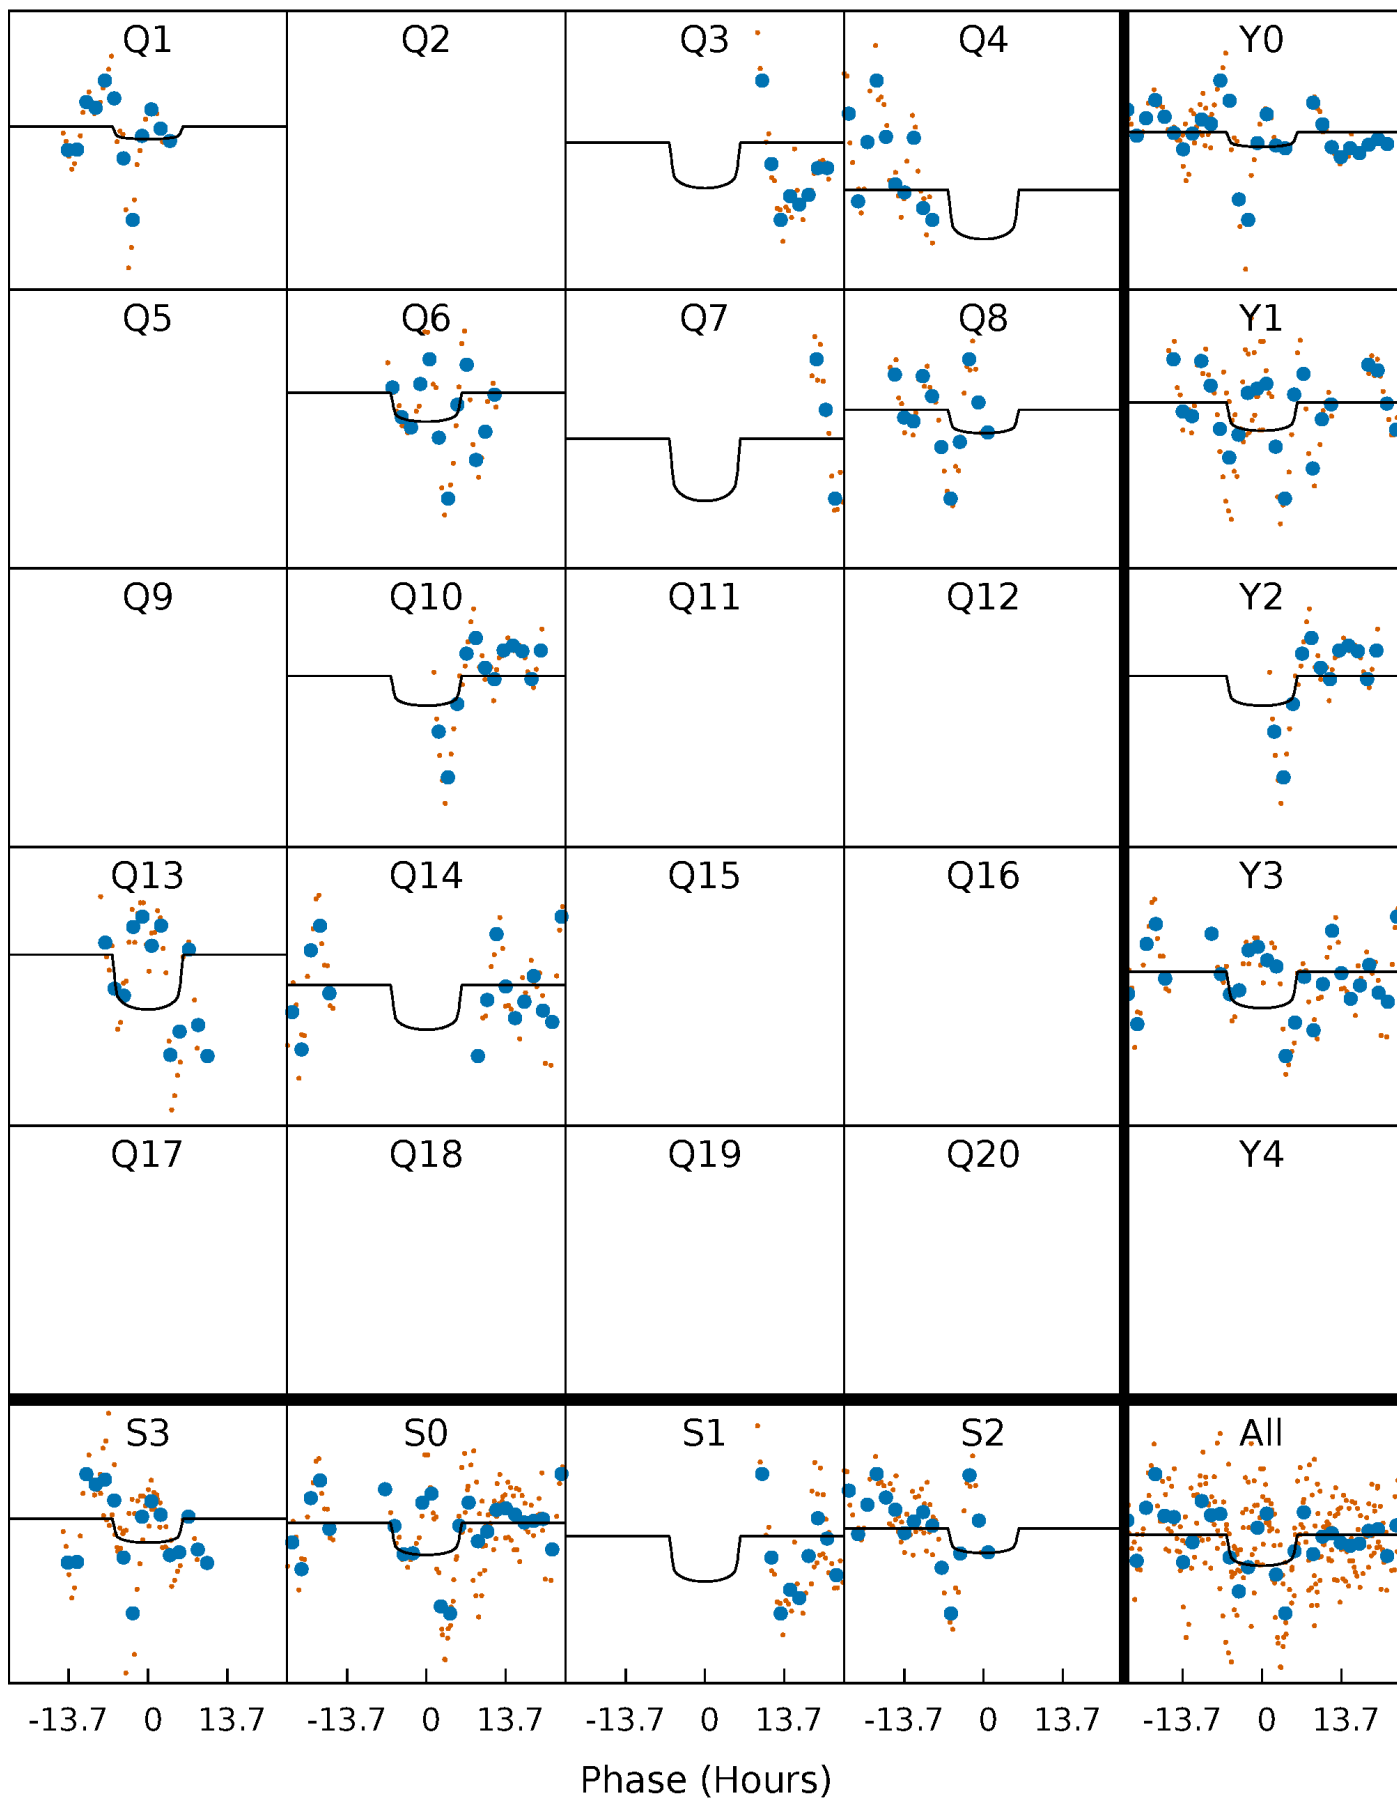 Q1 Q2 Q3 Q4 Y0
Q5 Q6 Q7 Q8 Y1
Q9 Q10 Q11 Q12 Y2
Q13 Q14 Q15 Q16 Y3
Q17 Q18 Q19 Q20 Y4
S3 S0 S1 S2 All
-13.7 0 13.7 -13.7 0 13.7 -13.7 0 13.7 -13.7 0 13.7 -13.7 0 13.7
Phase (Hours)